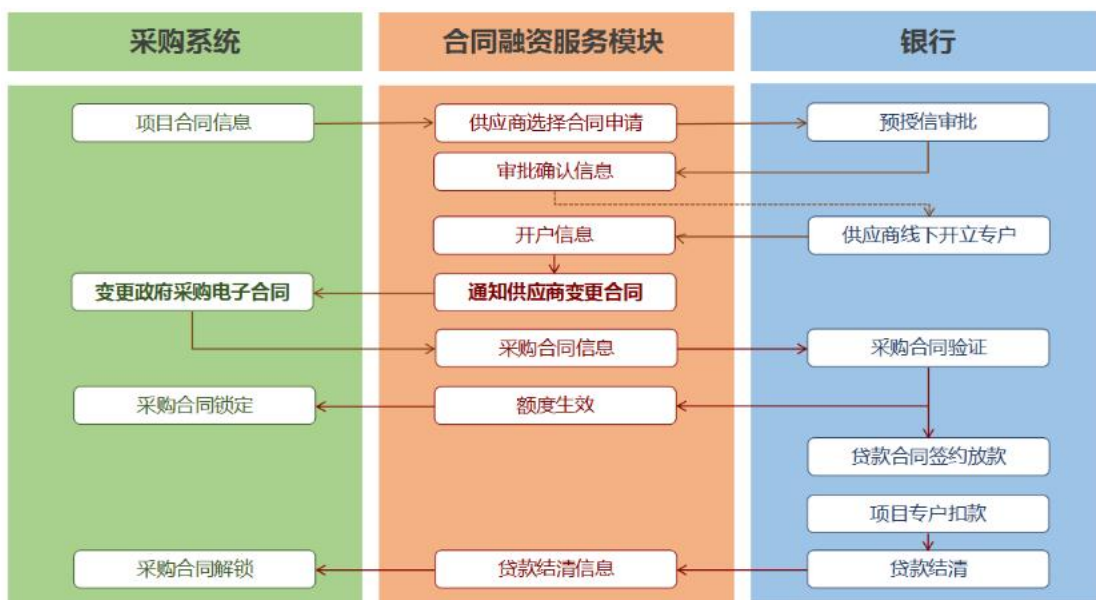 采购系统
合同融资服务模块
银行
项目合同信息
供应商选择合同申请
预授信审批
审批确认信息
开户信息
供应商线下开立专户
变更政府采购电子合同
通知供应商变更合同
采购合同信息
采购合同验证
采购合同锁定
额度生效
贷款合同签约放款
项目专户扣款
采购合同解锁
贷款结清信息
贷款结清